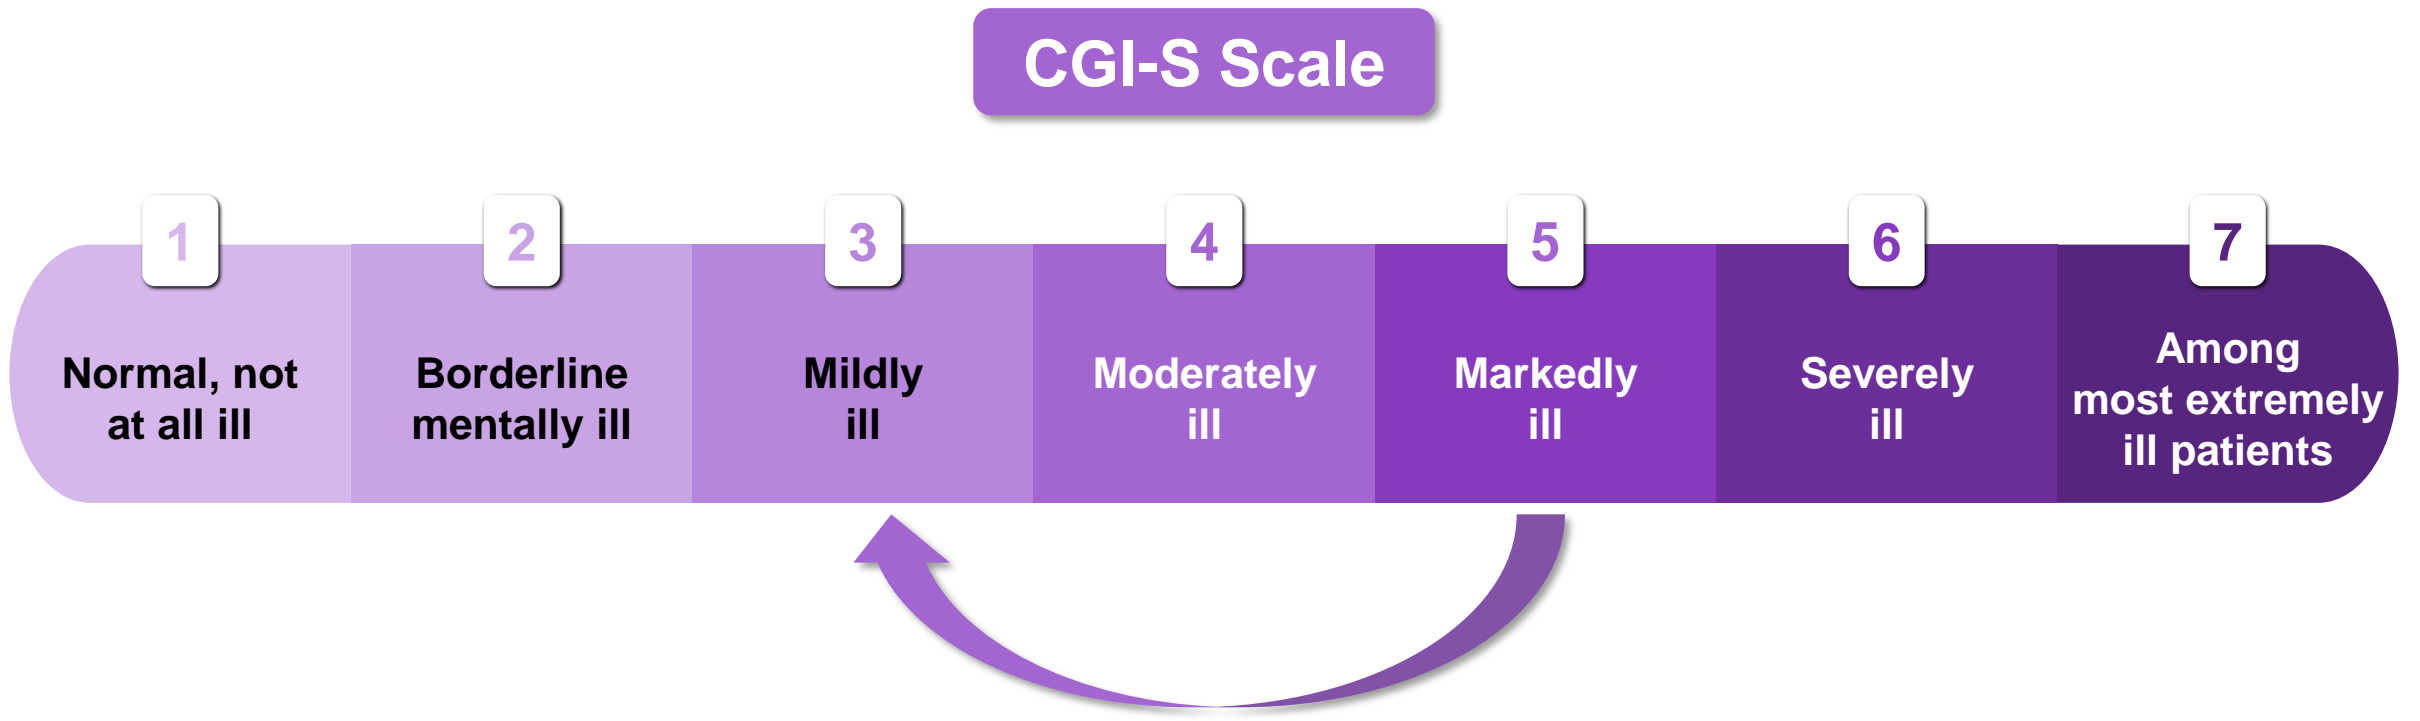 CGI-S Scale
1
Normal, not
at all ill
2
Borderline
mentally ill
3
Mildly
ill
4
Moderately
ill
5
Markedly
ill
6
Severely
ill
7
Among
most extremely
ill patients